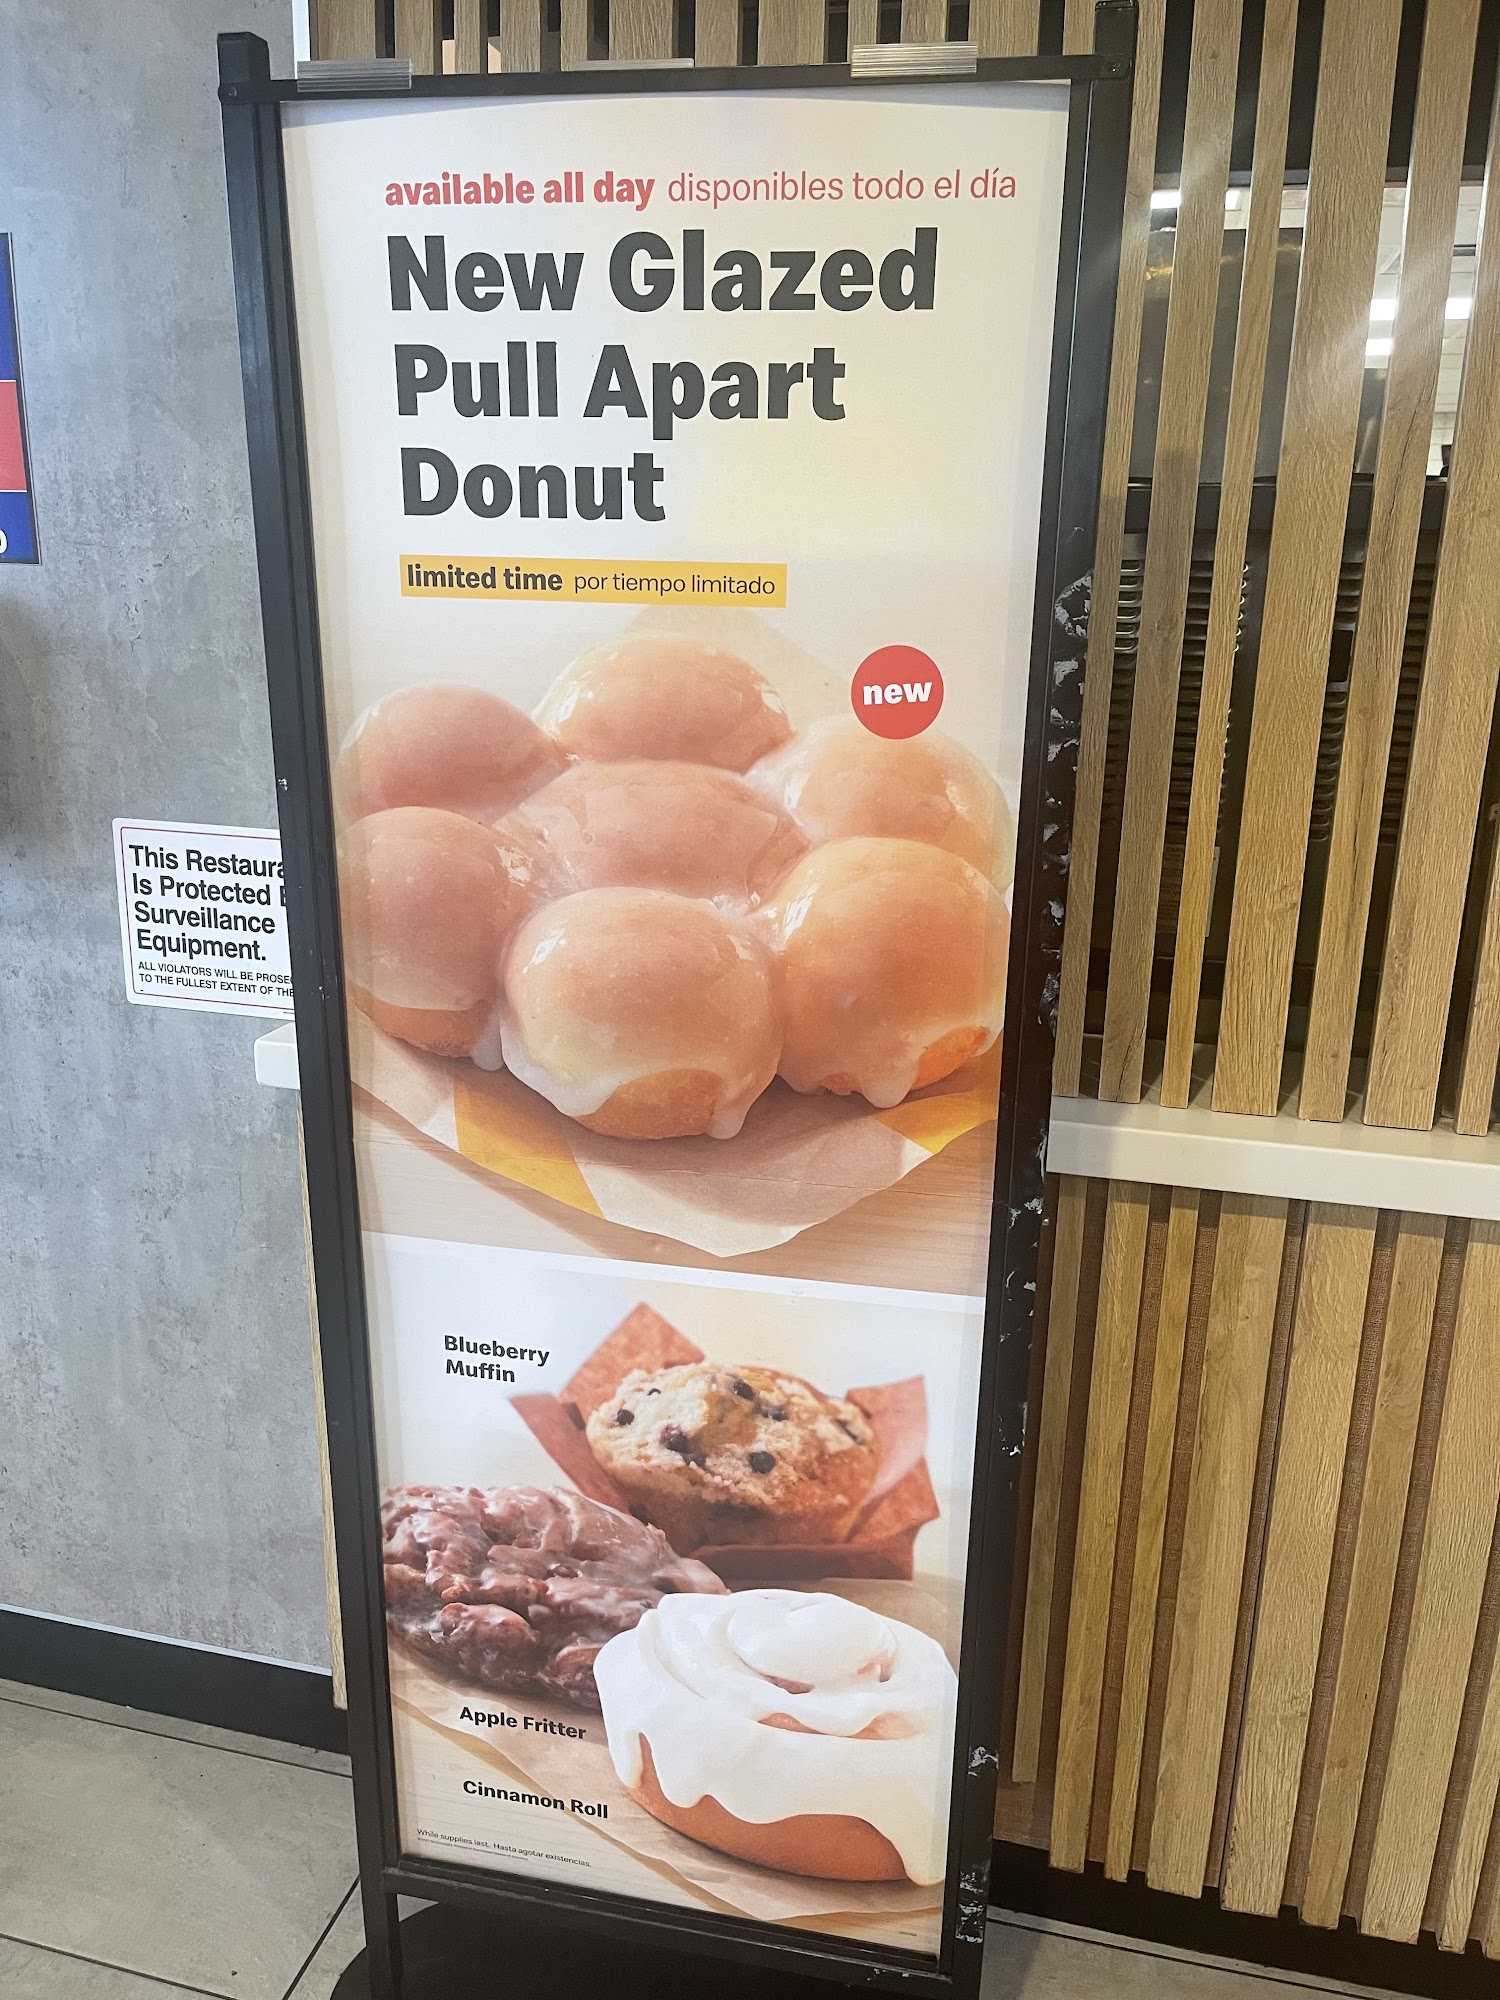 available all day disponibles todo el día
New Glazed
Pull Apart
Donut
limited time por tiempo limitado
new
This
Is Protected
Surveillance
Equipment.
ALL VIOLATORS WILL BE
TO THE FULLEST EXTENT OF THE
Blueberry
Muffin
Apple Fritter
Cinnamon Roll
While supplies last. Hasta agotar existencias.